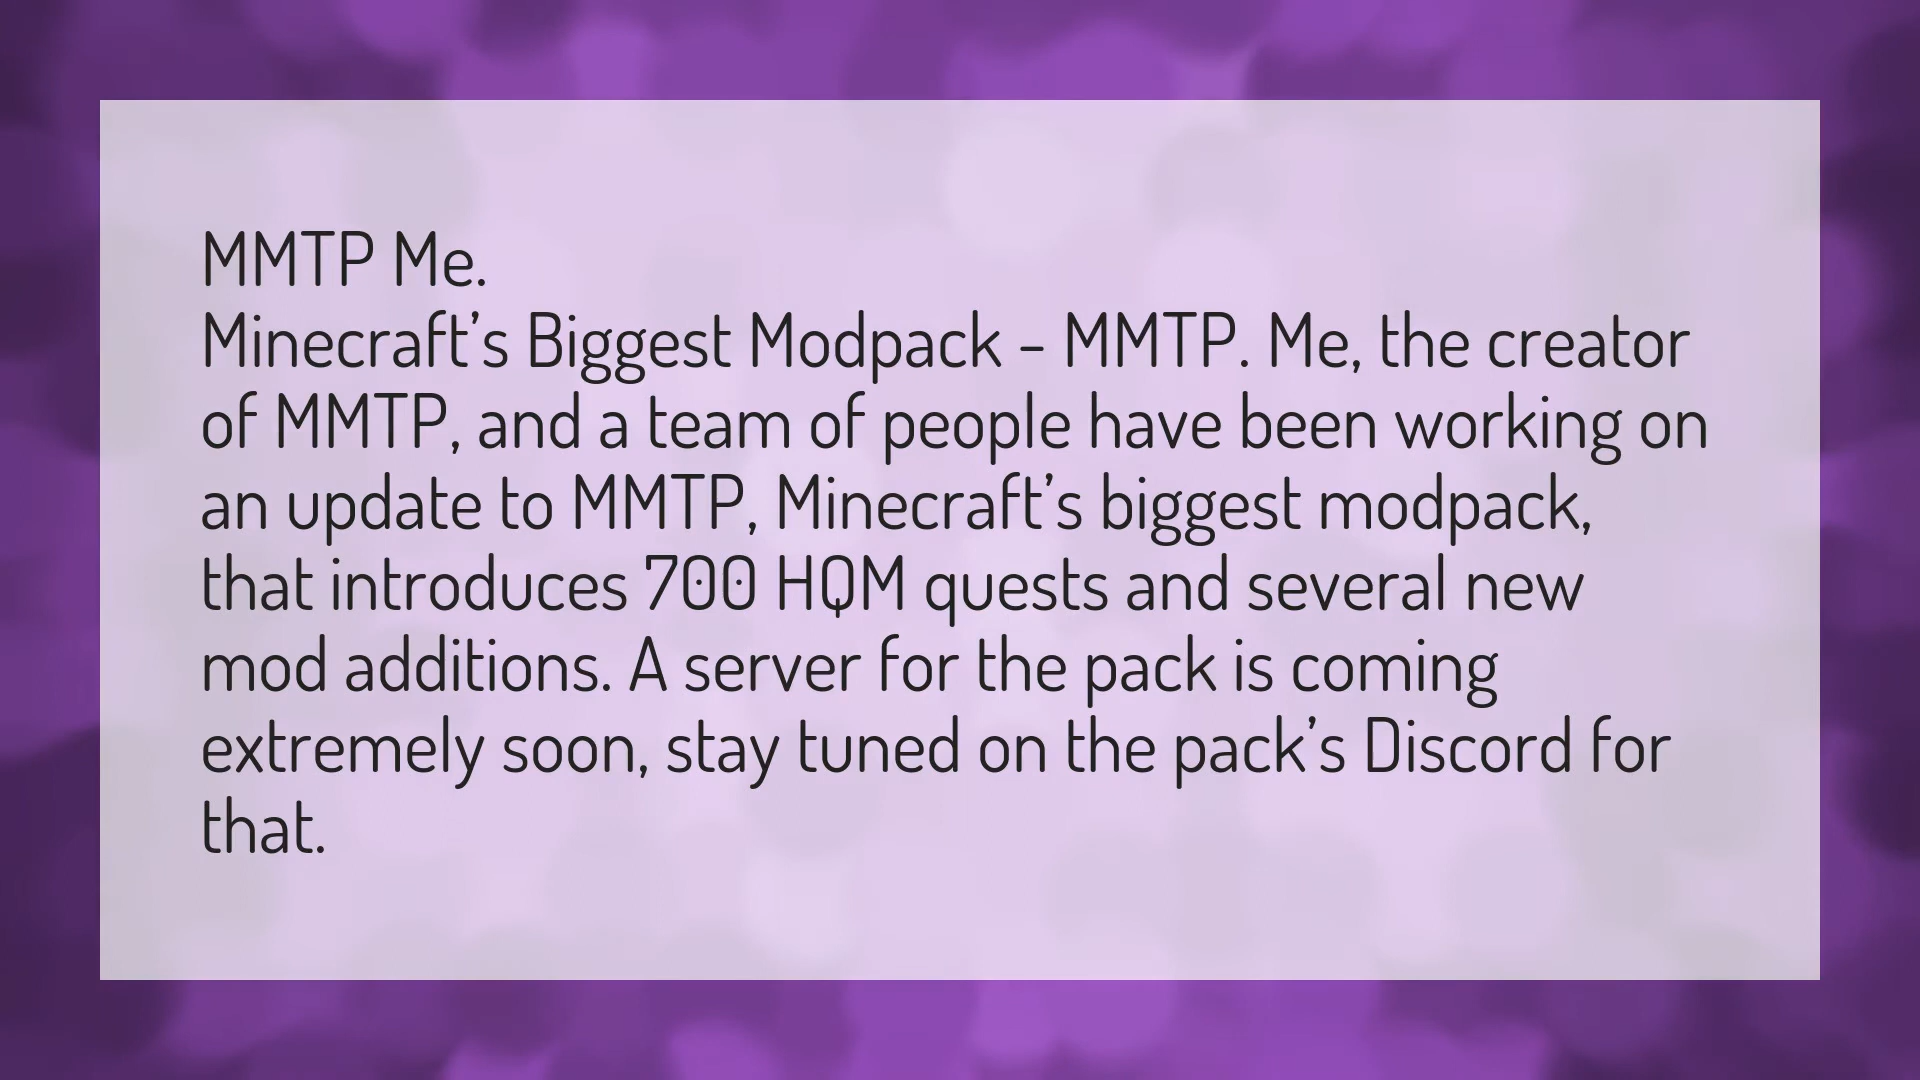 MMTP Me.
Minecraft's Biggest Modpack - MMTP. Me, the creator
of MMTP, and a team of people have been working on
an update to MMTP, Minecraft's biggest modpack,
that introduces 700 HQM quests and several new
mod additions. A server for the pack is coming
extremely soon, stay tuned on the pack's Discord for
that.